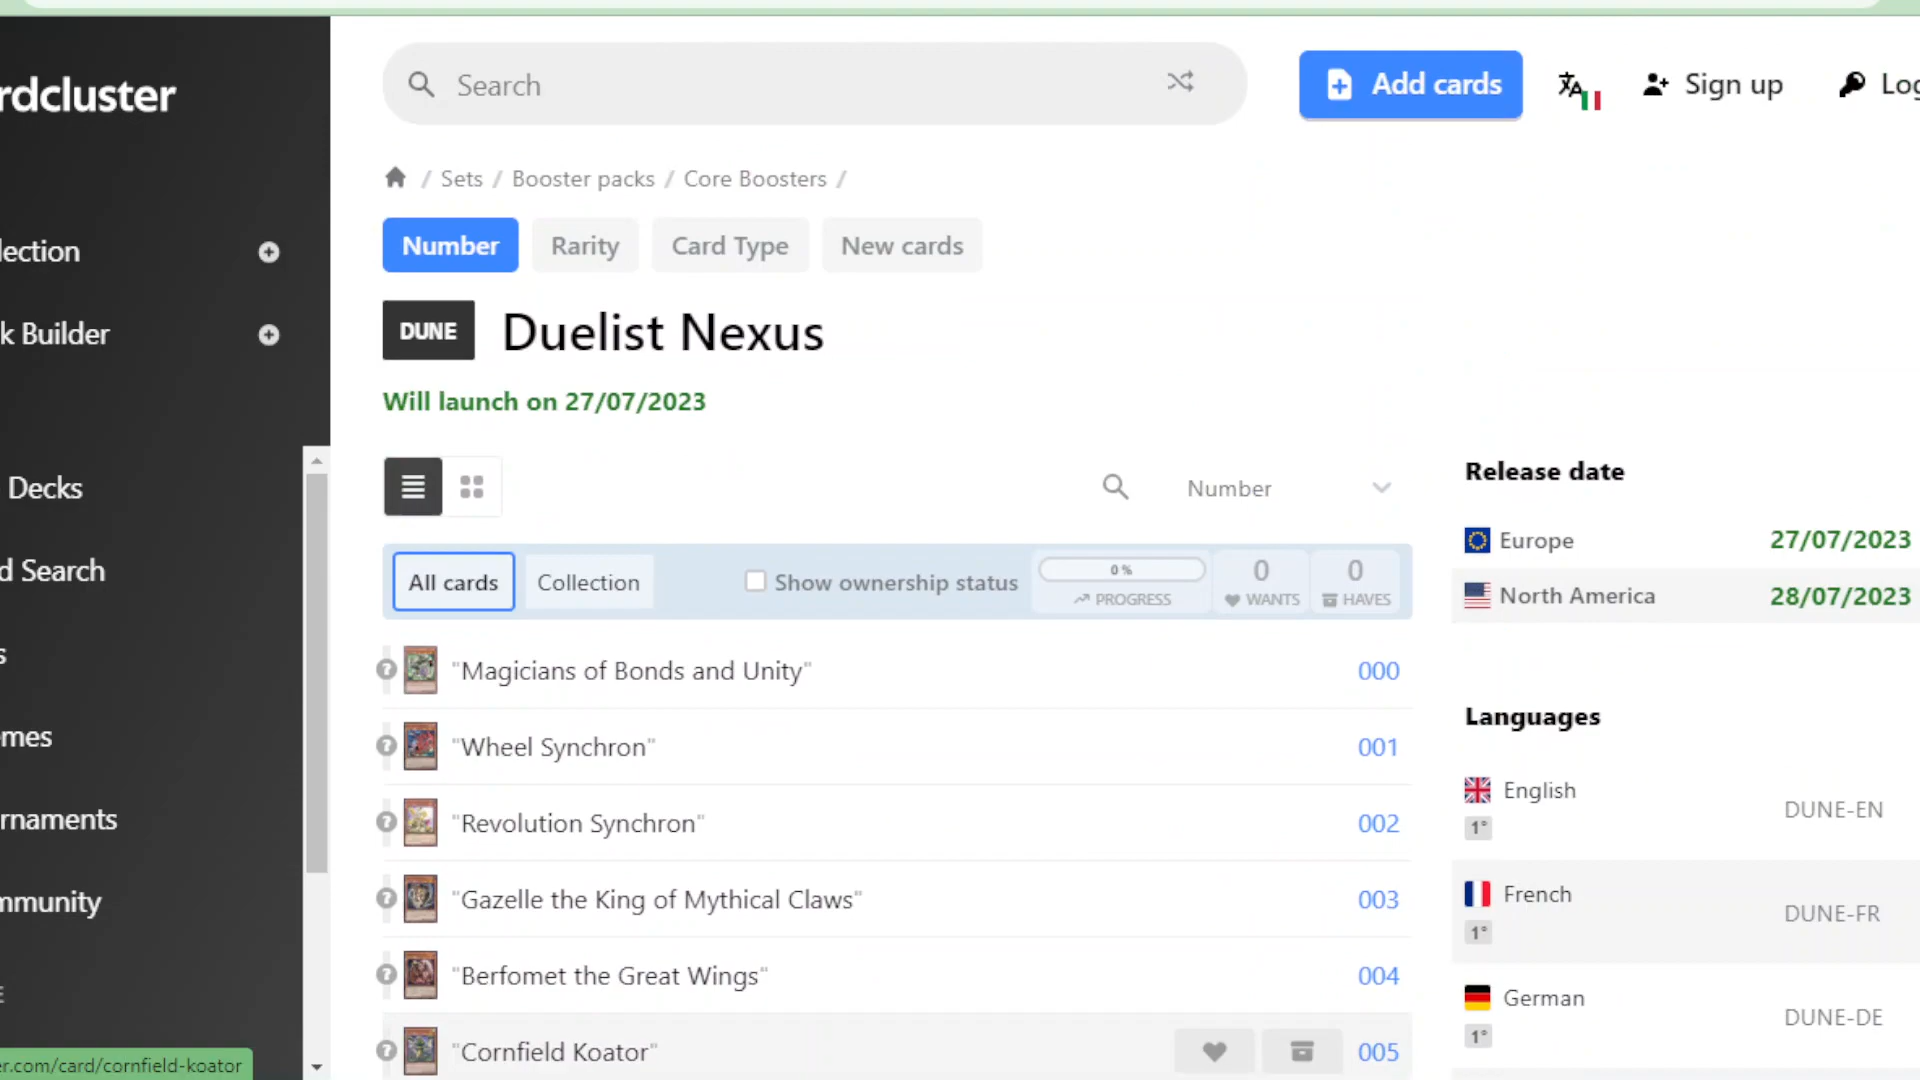 rdcluster
Search
Add cards
Sign up
Log
/ Sets / Booster packs / Core Boosters /
lection
k Builder
Decks
d Search
s
emes
rnaments
mmunity
E
er.com/card/cornfield-koator
Number Rarity Card Type New cards
DUNE Duelist Nexus
Will launch on 27/07/2023
Number
All cards Collection Show ownership status
0 % PROGRESS
0 WANTS
0 HAVES
"Magicians of Bonds and Unity" 000
"Wheel Synchron" 001
"Revolution Synchron" 002
"Gazelle the King of Mythical Claws" 003
"Berfomet the Great Wings" 004
"Cornfield Koator" 005
Release date
Europe 27/07/2023
North America 28/07/2023
Languages
English
1° DUNE-EN
French
1° DUNE-FR
German
1° DUNE-DE